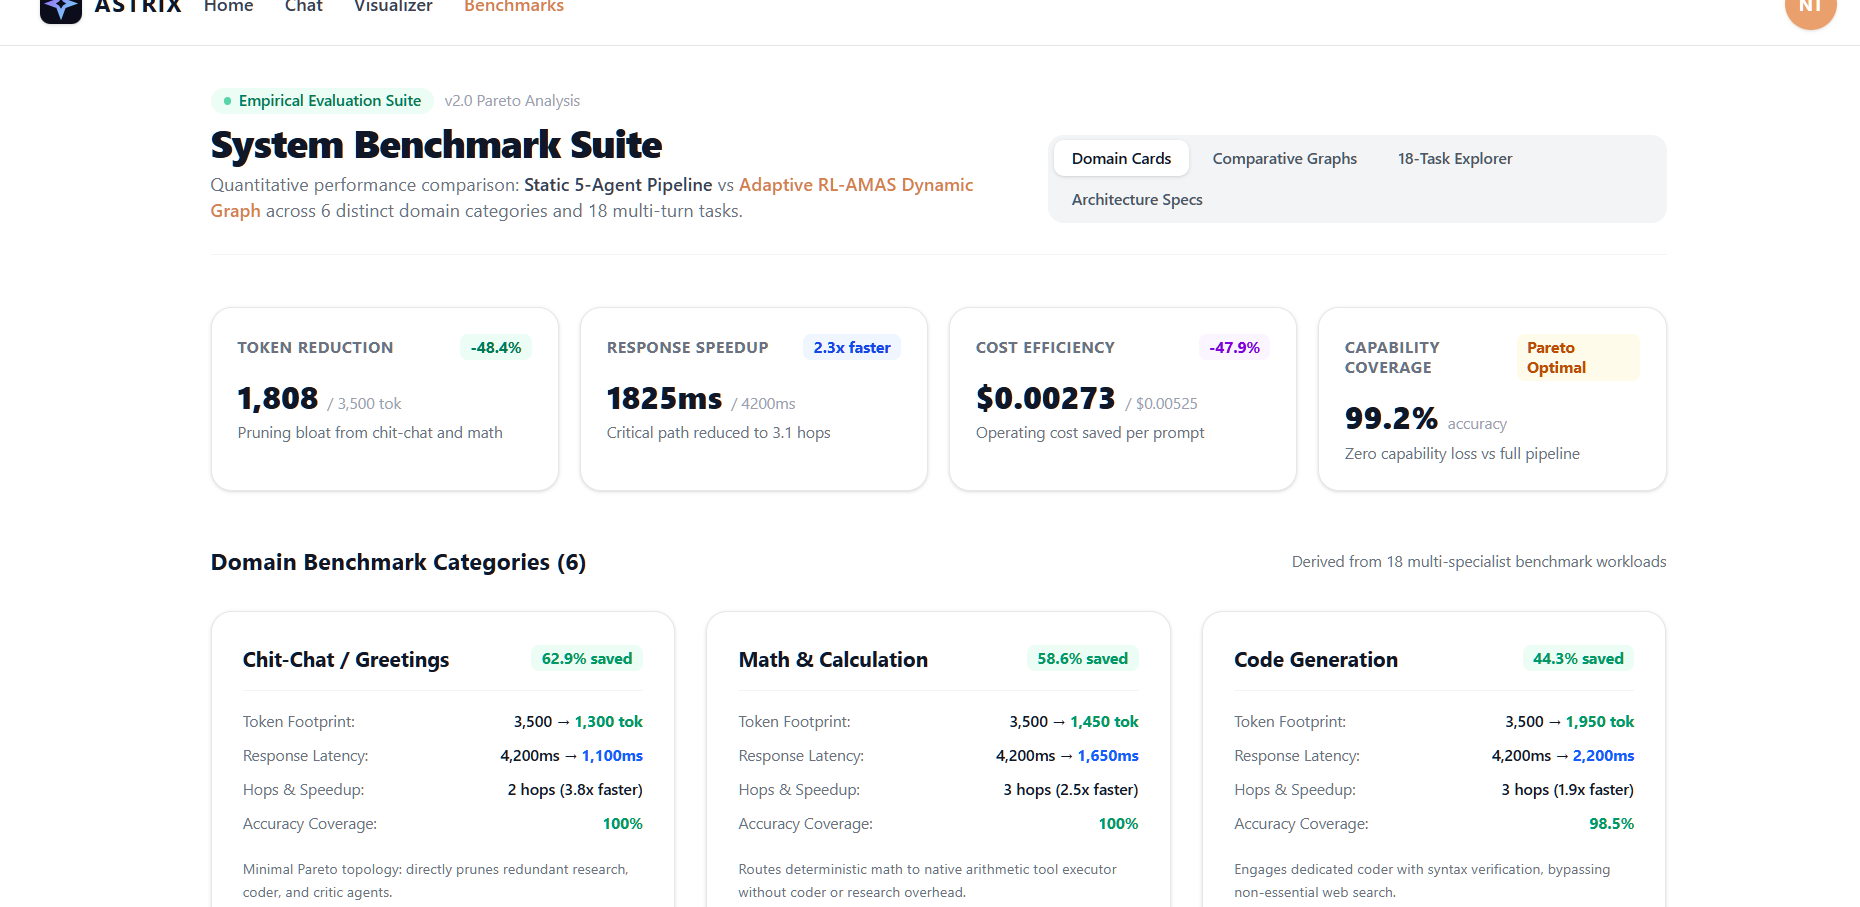 ASTRIX Home Chat Visualizer Benchmarks NT
Empirical Evaluation Suite v2.0 Pareto Analysis
System Benchmark Suite
Quantitative performance comparison: Static 5-Agent Pipeline vs Adaptive RL-AMAS Dynamic
Graph across 6 distinct domain categories and 18 multi-turn tasks.
Domain Cards Comparative Graphs 18-Task Explorer
Architecture Specs
TOKEN REDUCTION -48.4%
1,808 / 3,500 tok
Pruning bloat from chit-chat and math
RESPONSE SPEEDUP 2.3x faster
1825ms / 4200ms
Critical path reduced to 3.1 hops
COST EFFICIENCY -47.9%
$0.00273 / $0.00525
Operating cost saved per prompt
CAPABILITY
COVERAGE
Pareto
Optimal
99.2% accuracy
Zero capability loss vs full pipeline
Domain Benchmark Categories (6)
Derived from 18 multi-specialist benchmark workloads
Chit-Chat / Greetings 62.9% saved
Token Footprint: 3,500 → 1,300 tok
Response Latency: 4,200ms → 1,100ms
Hops & Speedup: 2 hops (3.8x faster)
Accuracy Coverage: 100%
Minimal Pareto topology: directly prunes redundant research,
coder, and critic agents.
Math & Calculation 58.6% saved
Token Footprint: 3,500 → 1,450 tok
Response Latency: 4,200ms → 1,650ms
Hops & Speedup: 3 hops (2.5x faster)
Accuracy Coverage: 100%
Routes deterministic math to native arithmetic tool executor
without coder or research overhead.
Code Generation 44.3% saved
Token Footprint: 3,500 → 1,950 tok
Response Latency: 4,200ms → 2,200ms
Hops & Speedup: 3 hops (1.9x faster)
Accuracy Coverage: 98.5%
Engages dedicated coder with syntax verification, bypassing
non-essential web search.